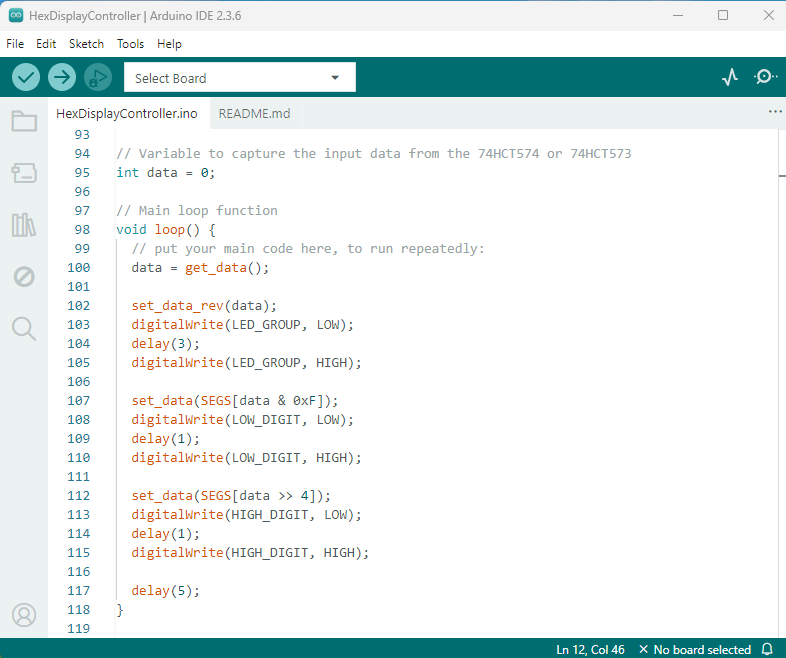 HexDisplayController | Arduino IDE 2.3.6
File Edit Sketch Tools Help
Select Board
HexDisplayController.ino README.md
93
94 // Variable to capture the input data from the 74HCT574 or 74HCT573
95 int data = 0;
96
97 // Main loop function
98 void loop() {
99 // put your main code here, to run repeatedly:
100 data = get_data();
101
102 set_data_rev(data);
103 digitalWrite(LED_GROUP, LOW);
104 delay(3);
105 digitalWrite(LED_GROUP, HIGH);
106
107 set_data(SEGS[data & 0xF]);
108 digitalWrite(LOW_DIGIT, LOW);
109 delay(1);
110 digitalWrite(LOW_DIGIT, HIGH);
111
112 set_data(SEGS[data >> 4]);
113 digitalWrite(HIGH_DIGIT, LOW);
114 delay(1);
115 digitalWrite(HIGH_DIGIT, HIGH);
116
117 delay(5);
118 }
119
Ln 12, Col 46 × No board selected